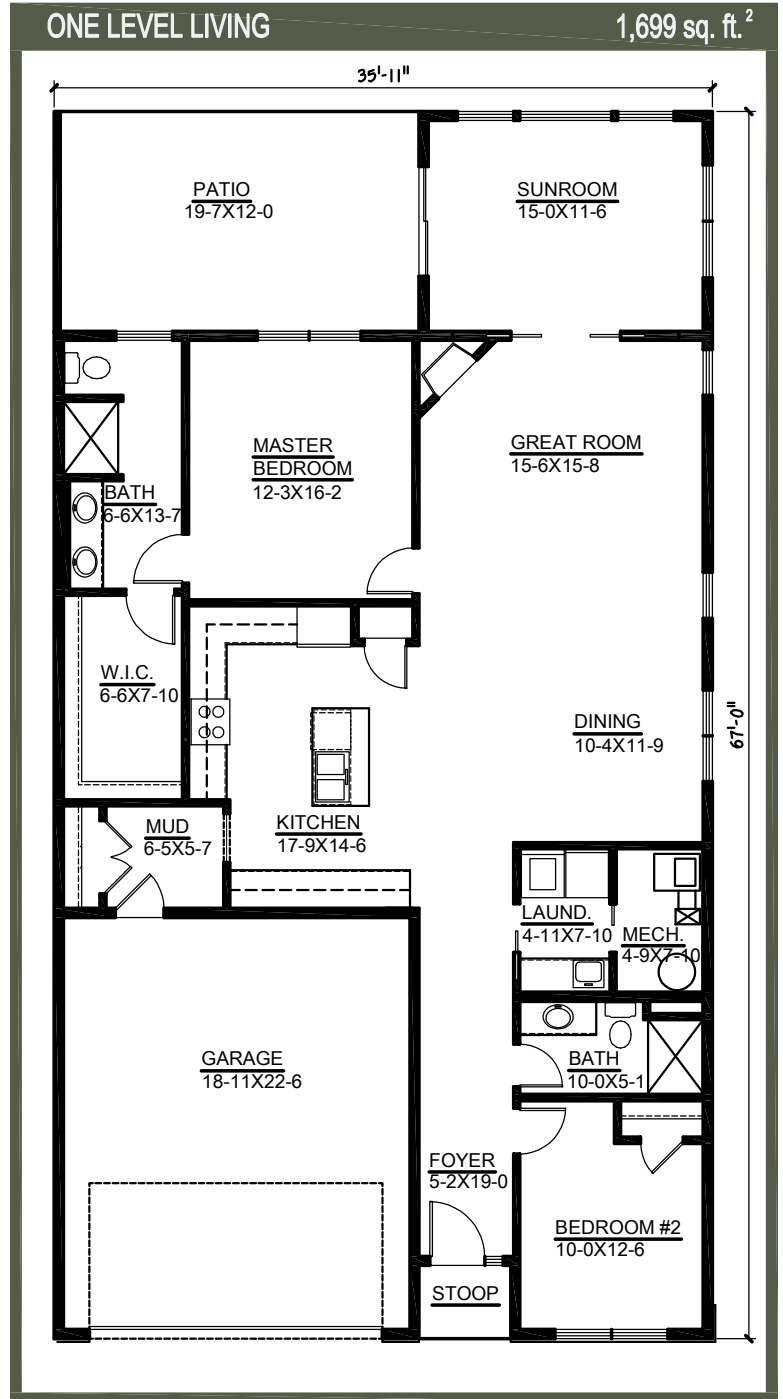 ONE LEVEL LIVING
1,699 sq. ft.²
35'-11"
PATIO
19-7X12-0
SUNROOM
15-0X11-6
GREAT ROOM
15-6X15-8
MASTER
BEDROOM
12-3X16-2
BATH
6-6X13-7
W.I.C.
6-6X7-10
DINING
10-4X11-9
67'-0"
MUD
6-5X5-7
KITCHEN
17-9X14-6
LAUND.
4-11X7-10
MECH.
4-9X7-10
GARAGE
18-11X22-6
BATH
10-0X5-1
FOYER
5-2X19-0
BEDROOM #2
10-0X12-6
STOOP